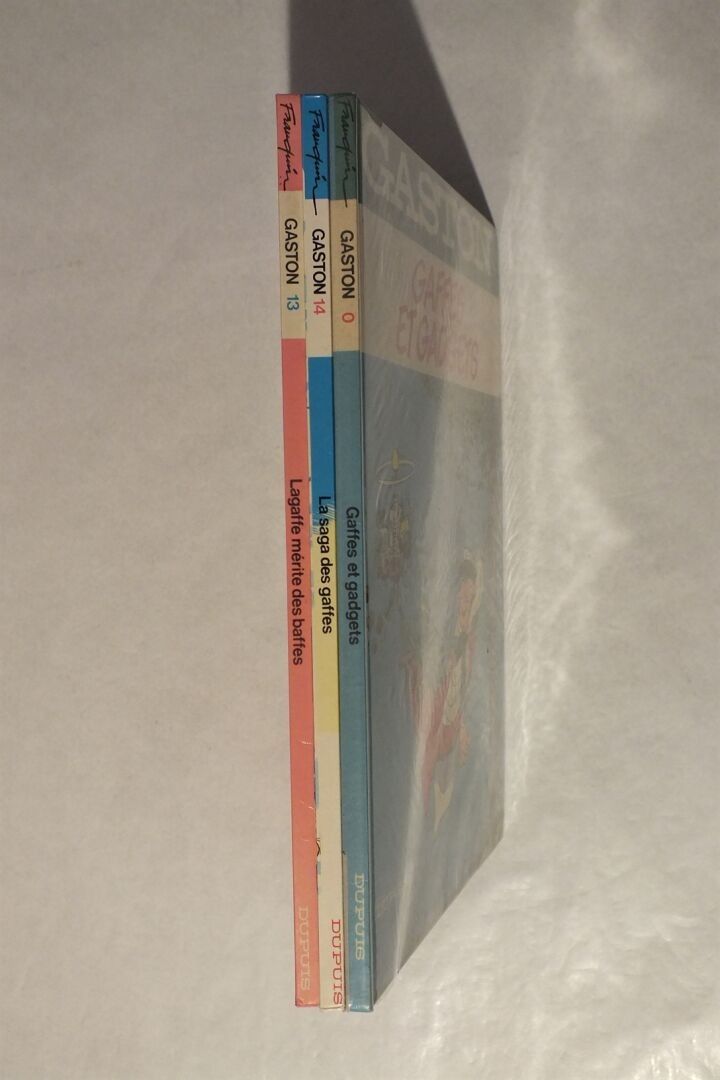 Franquin
GASTON 13
Lagaffe mérite des baffes
DUPUIS
Franquin
GASTON 14
La saga des gaffes
DUPUIS
Franquin
GASTON 0
Gaffes et gadgets
DUPUIS
GASTON
GAFFES
ET GADGETS